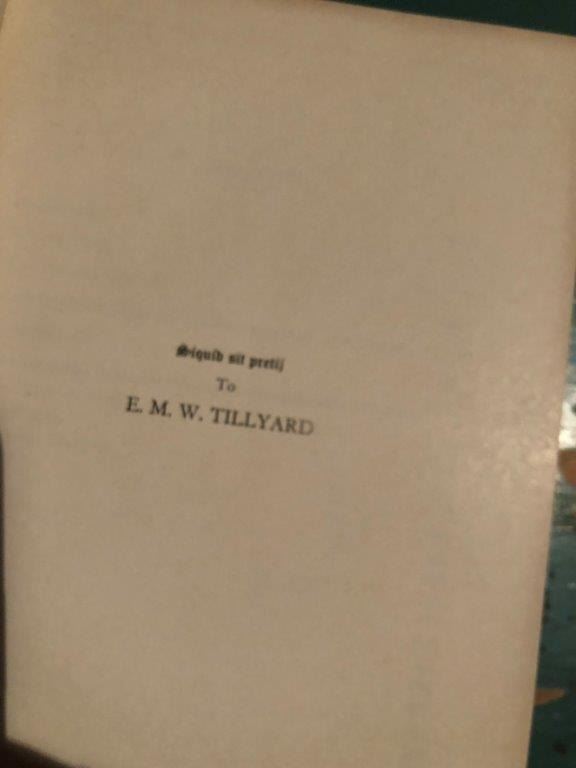 Siquid sit pretij
To
E. M. W. TILLYARD